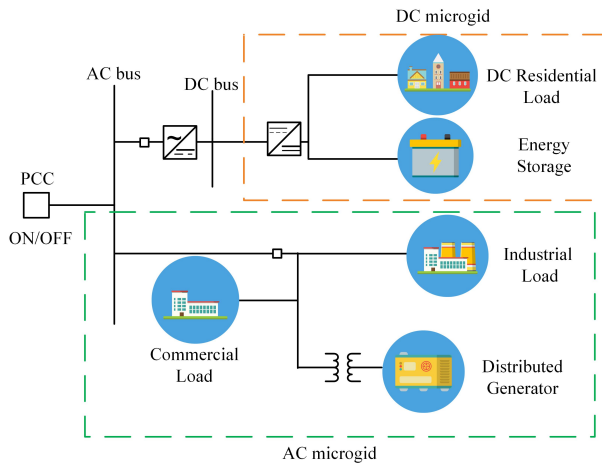 DC microgid
AC bus
DC bus
DC Residential
Load
Energy
Storage
PCC
ON/OFF
Industrial
Load
Commercial
Load
Distributed
Generator
AC microgid